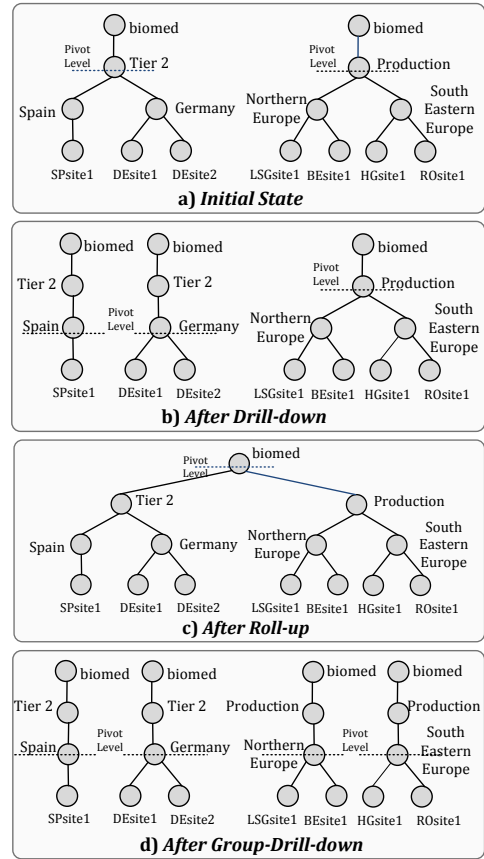 biomed
biomed
Pivot
Level
Tier 2
Pivot
Level
Production
Spain
Germany
Northern
Europe
South
Eastern
Europe
SPsite1
DEsite1
DEsite2
LSGsite1
BEsite1
HGsite1
ROsite1
a) Initial State
biomed
biomed
biomed
Tier 2
Tier 2
Pivot
Level
Production
Spain
Pivot
Level
Germany
Northern
Europe
South
Eastern
Europe
SPsite1
DEsite1
DEsite2
LSGsite1
BEsite1
HGsite1
ROsite1
b) After Drill-down
biomed
Pivot
Level
Tier 2
Production
Spain
Germany
Northern
Europe
South
Eastern
Europe
SPsite1
DEsite1
DEsite2
LSGsite1
BEsite1
HGsite1
ROsite1
c) After Roll-up
biomed
biomed
biomed
biomed
Tier 2
Tier 2
Production
Production
Spain
Pivot
Level
Germany
Northern
Europe
Pivot
Level
South
Eastern
Europe
SPsite1
DEsite1
DEsite2
LSGsite1
BEsite1
HGsite1
ROsite1
d) After Group-Drill-down